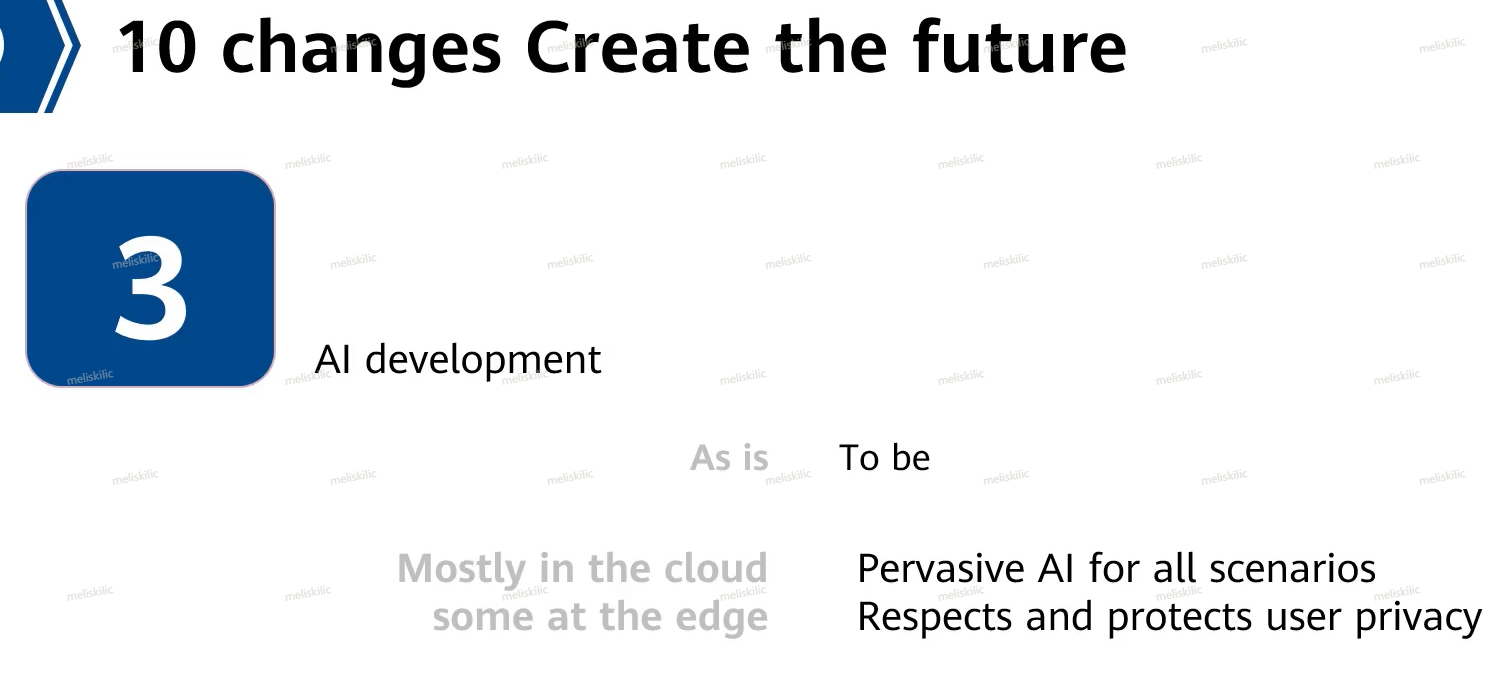 10 changes Create the future
3
AI development
As is To be
Mostly in the cloud Pervasive AI for all scenarios
some at the edge Respects and protects user privacy
meliskilic